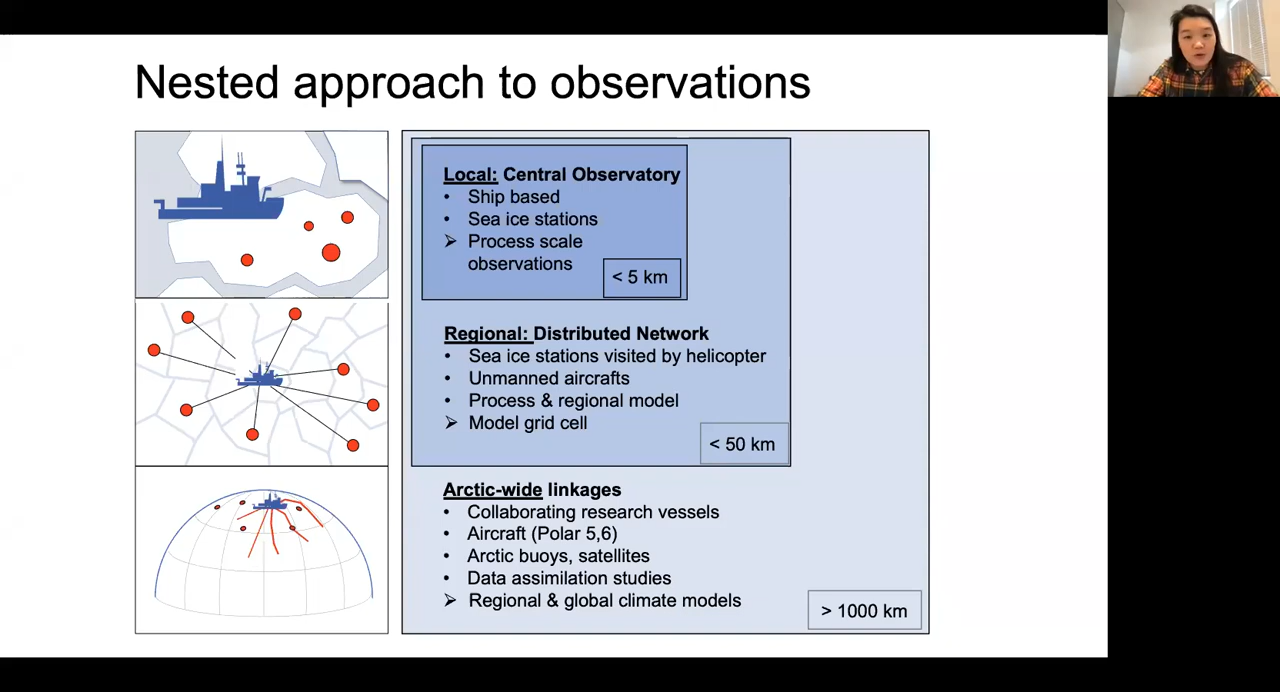 Nested approach to observations
Local: Central Observatory
• Ship based
• Sea ice stations
➢ Process scale
observations
< 5 km
Regional: Distributed Network
• Sea ice stations visited by helicopter
• Unmanned aircrafts
• Process & regional model
➢ Model grid cell
< 50 km
Arctic-wide linkages
• Collaborating research vessels
• Aircraft (Polar 5,6)
• Arctic buoys, satellites
• Data assimilation studies
➢ Regional & global climate models
> 1000 km